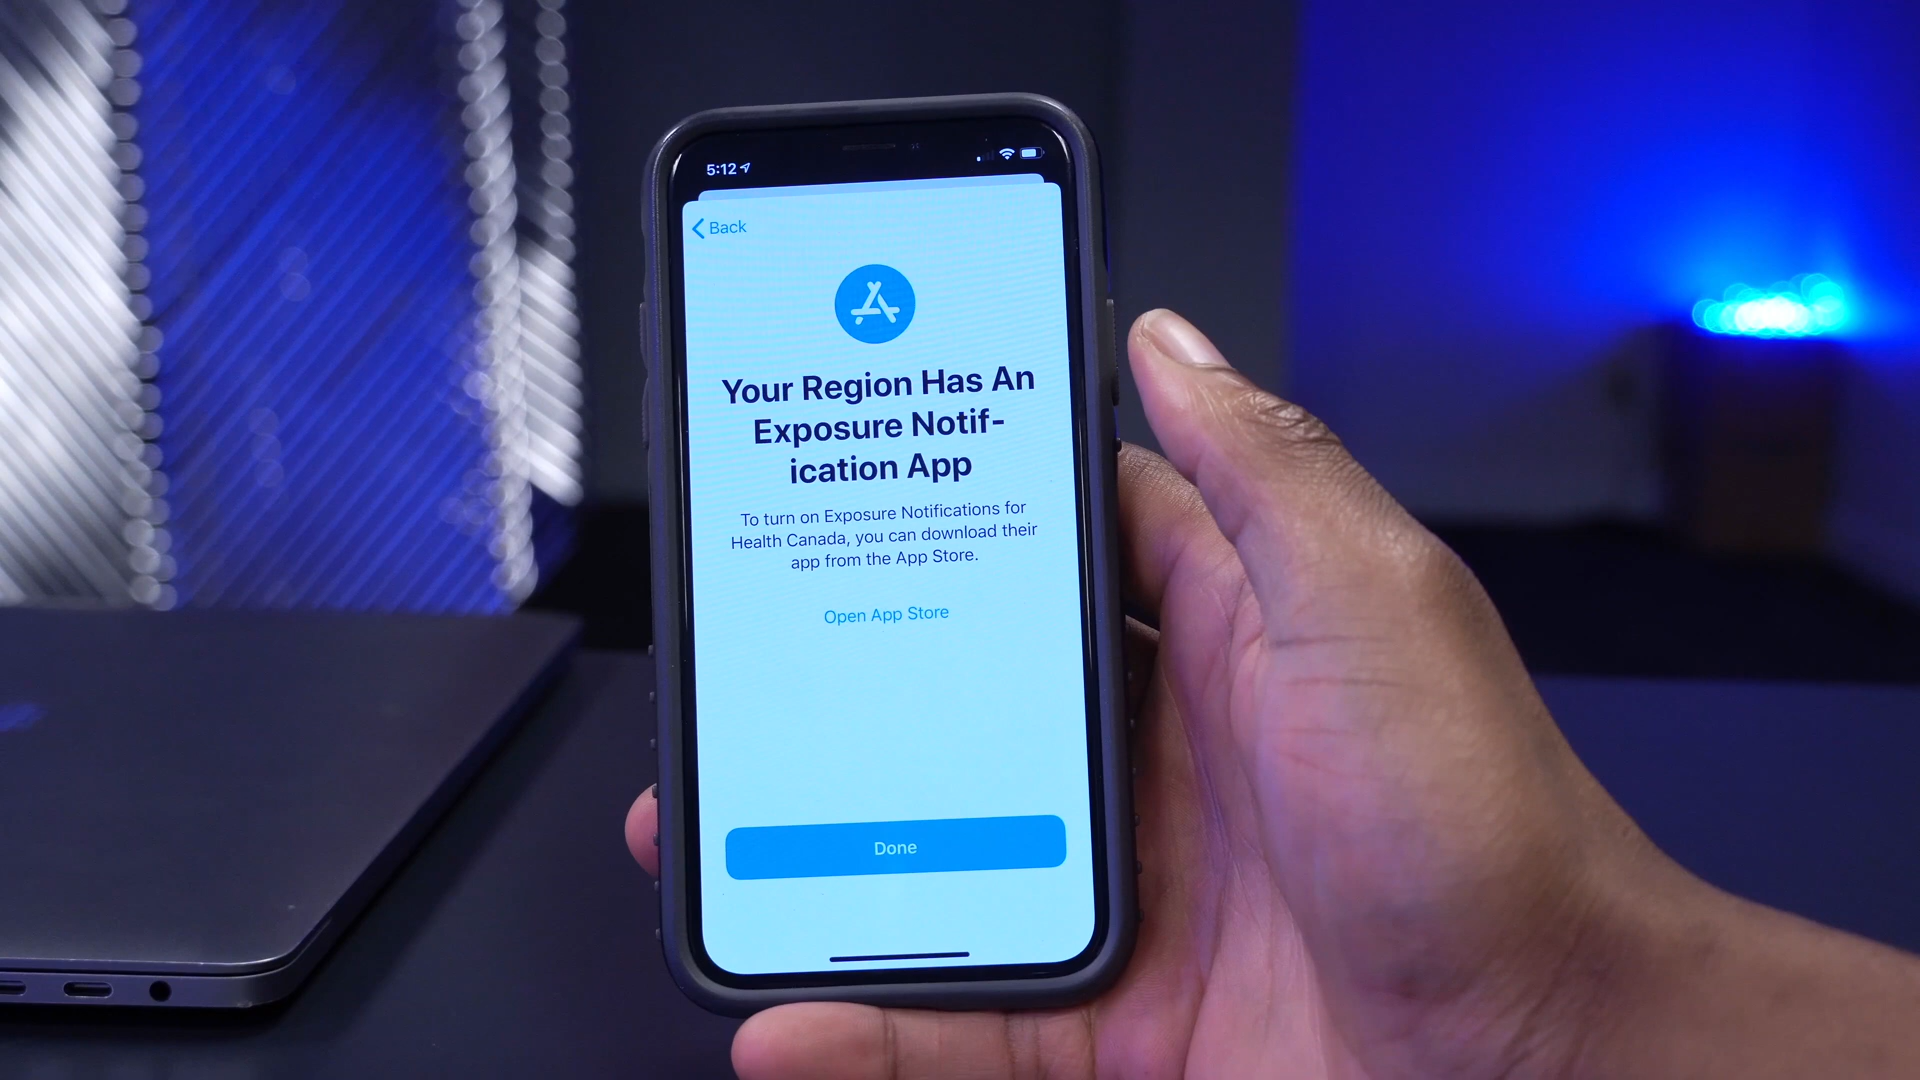 5:12
Back
Your Region Has An
Exposure Notif-
ication App
To turn on Exposure Notifications for
Health Canada, you can download their
app from the App Store.
Open App Store
Done